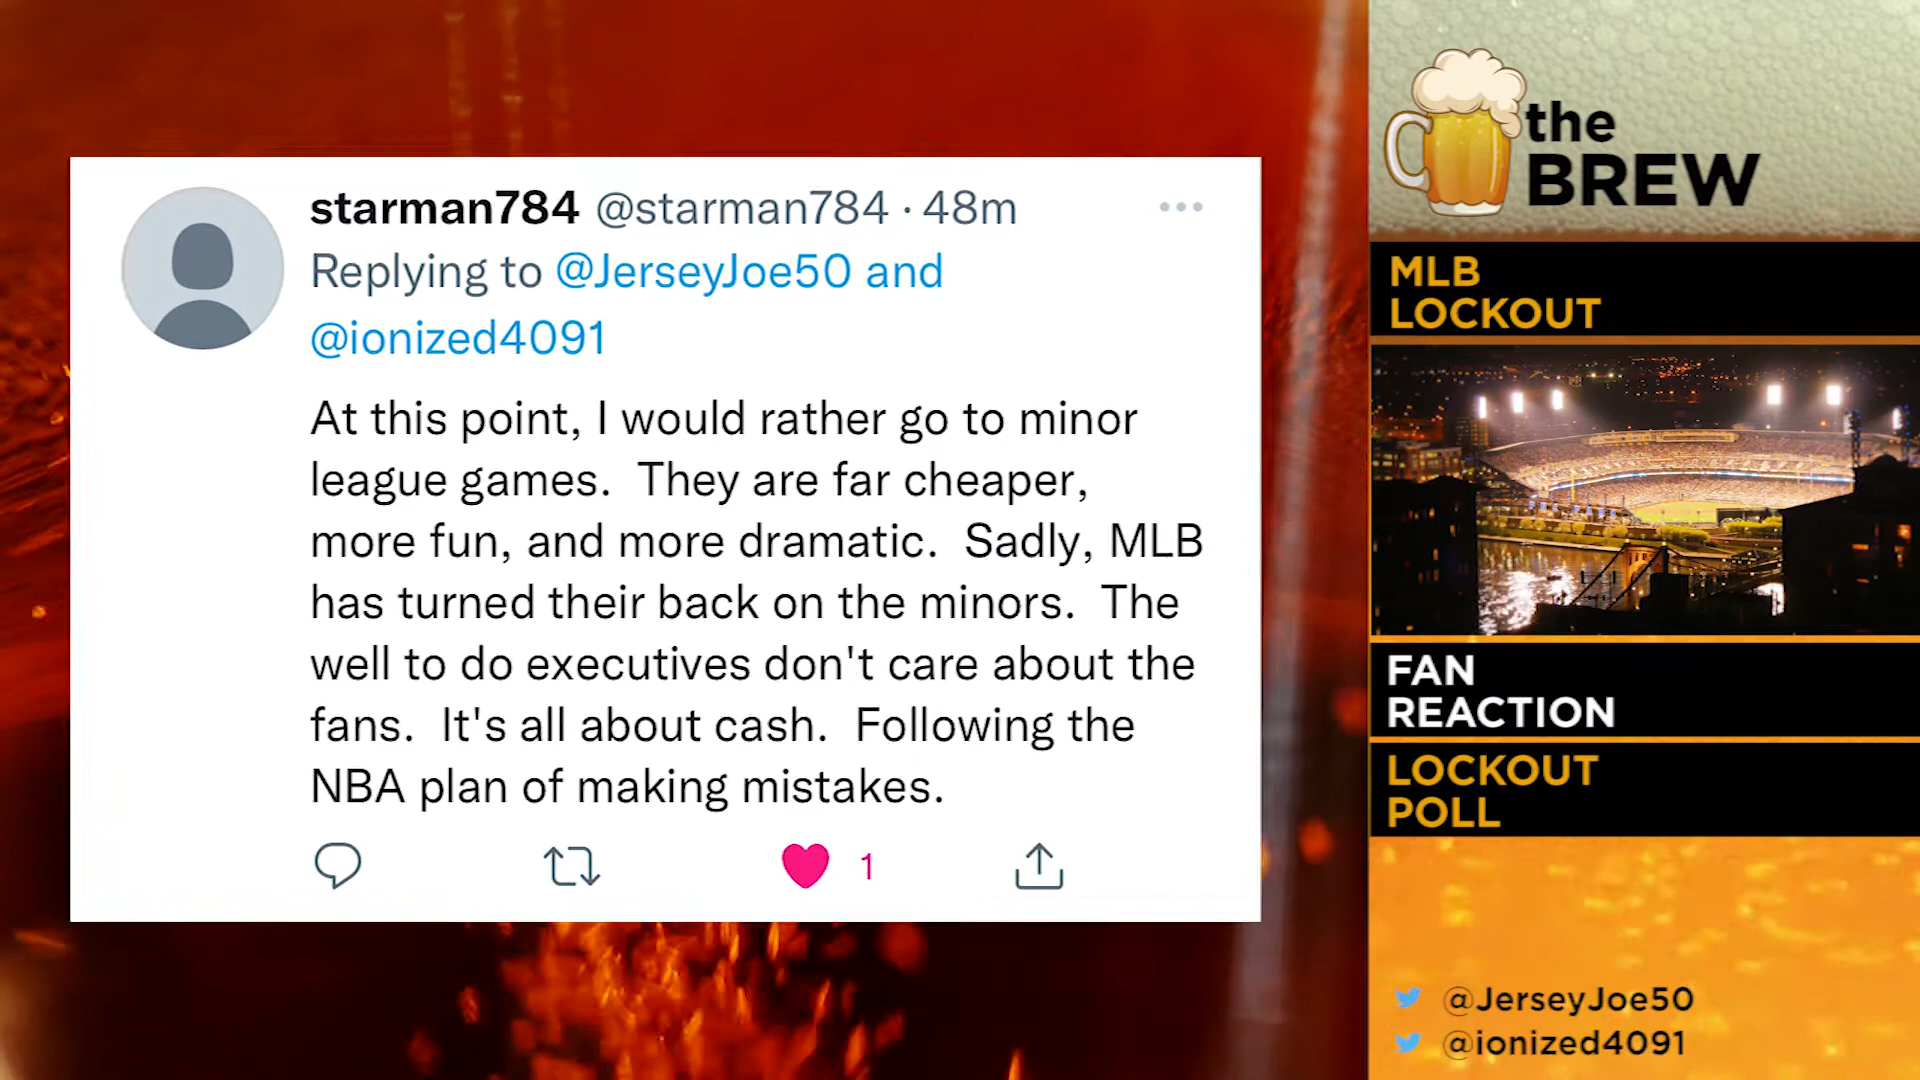 starman784 @starman784 · 48m
Replying to @JerseyJoe50 and
@ionized4091
At this point, I would rather go to minor
league games.  They are far cheaper,
more fun, and more dramatic.  Sadly, MLB
has turned their back on the minors.  The
well to do executives don't care about the
fans.  It's all about cash.  Following the
NBA plan of making mistakes.
1
the
BREW
MLB
LOCKOUT
FAN
REACTION
LOCKOUT
POLL
@JerseyJoe50
@ionized4091